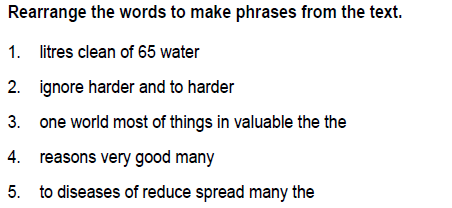 Rearrange the words to make phrases from the text.
1. litres clean of 65 water
2. ignore harder and to harder
3. one world most of things in valuable the the
4. reasons very good many
5. to diseases of reduce spread many the